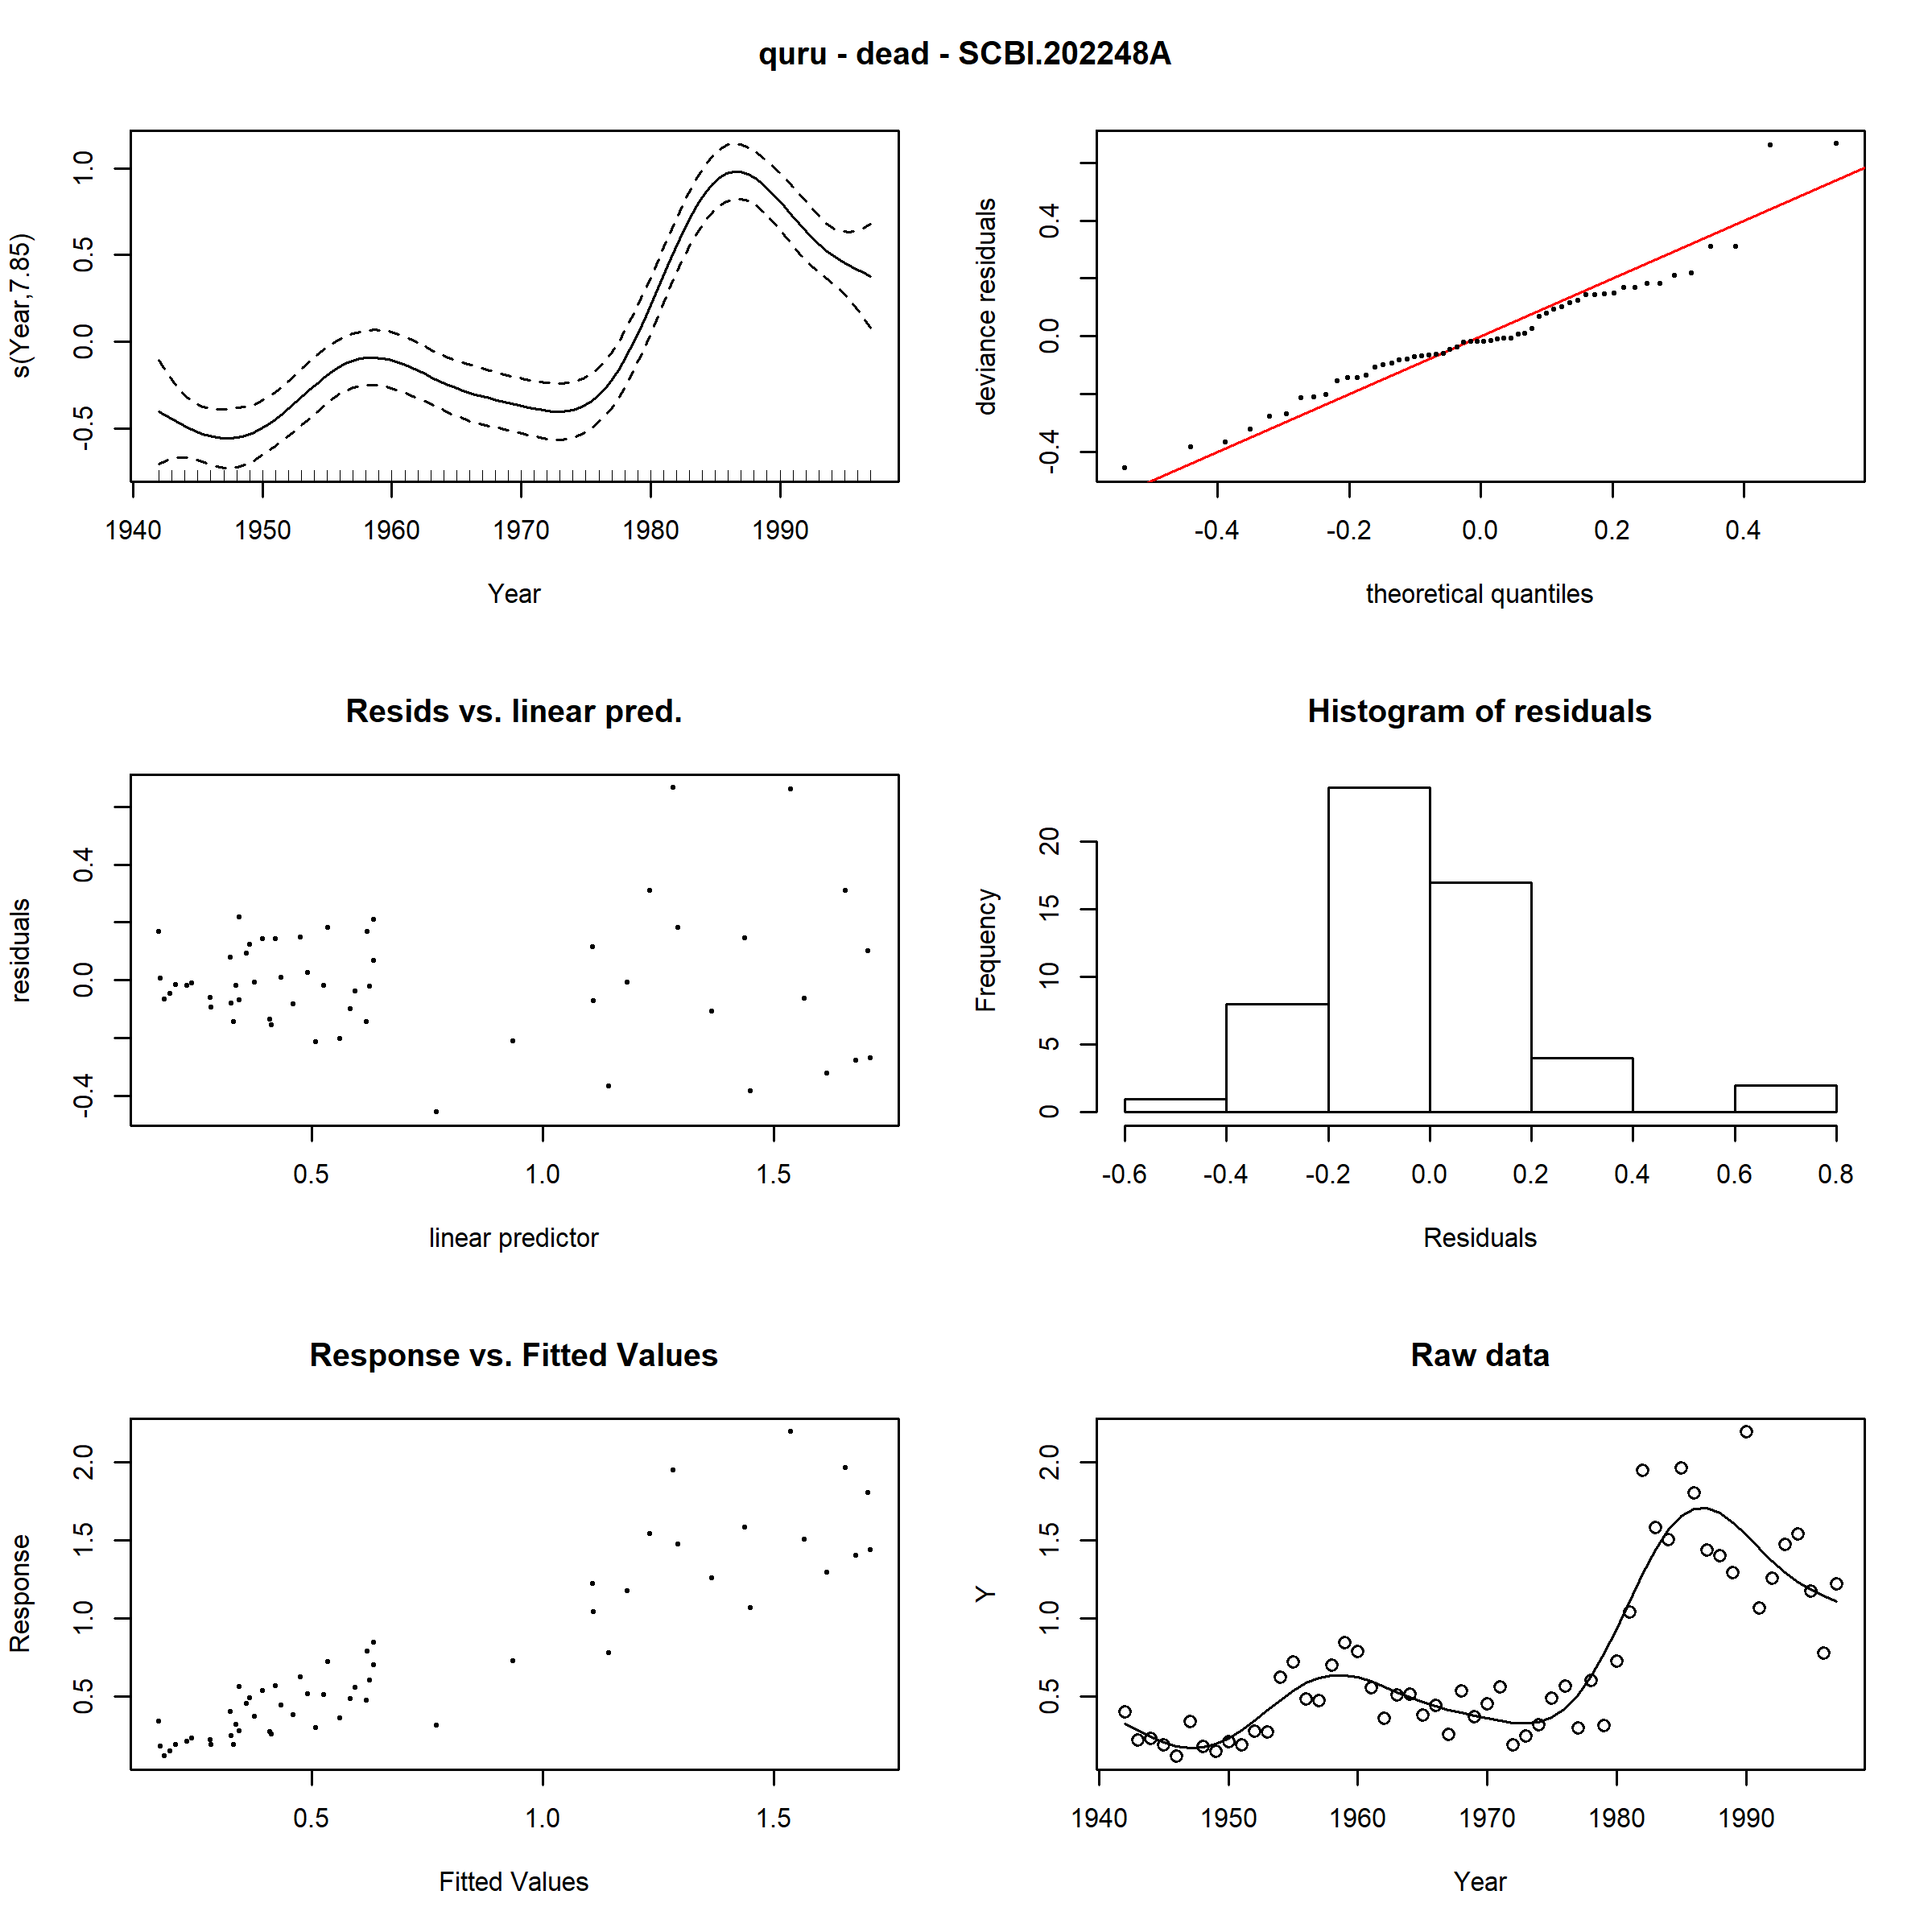 quru - dead - SCBI.202248A
s(Year,7.85)
-0.5 0.0 0.5 1.0
1940 1950 1960 1970 1980 1990
Year
deviance residuals
-0.4 0.0 0.4
-0.4 -0.2 0.0 0.2 0.4
theoretical quantiles
Resids vs. linear pred.
residuals
-0.4 0.0 0.4
0.5 1.0 1.5
linear predictor
Histogram of residuals
Frequency
0 5 10 15 20
-0.6 -0.4 -0.2 0.0 0.2 0.4 0.6 0.8
Residuals
Response vs. Fitted Values
Response
0.5 1.0 1.5 2.0
0.5 1.0 1.5
Fitted Values
Raw data
Y
0.5 1.0 1.5 2.0
1940 1950 1960 1970 1980 1990
Year